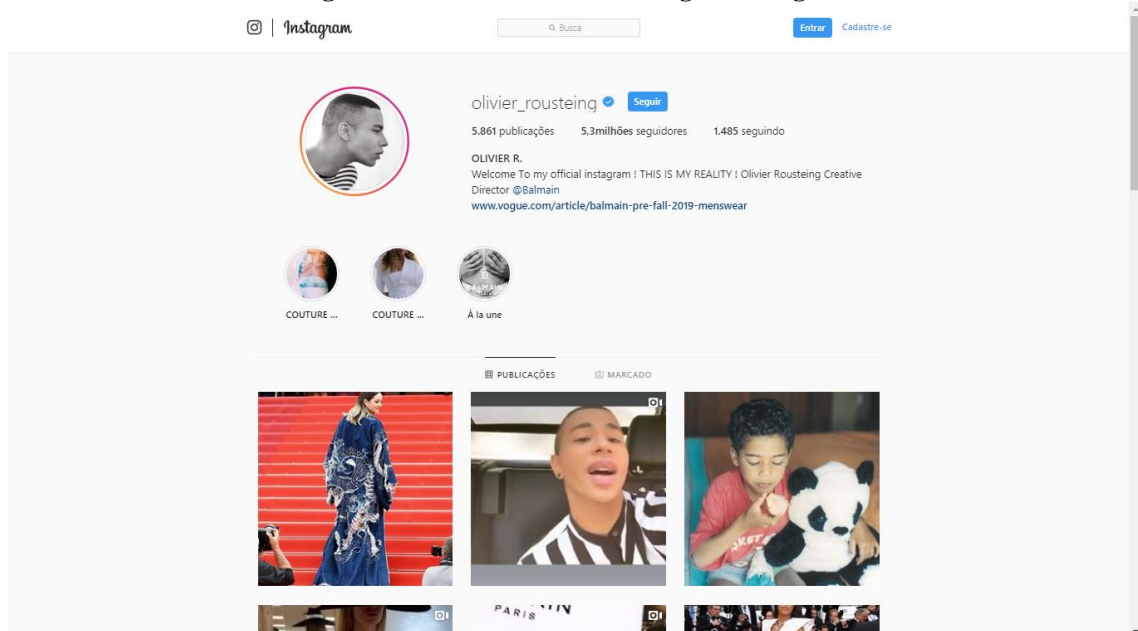 Instagram
Busca
Entrar
Cadastre-se
olivier_rousteing
Seguir
5.861 publicações 5,3milhões seguidores 1.485 seguindo
OLIVIER R.
Welcome To my official instagram ! THIS IS MY REALITY ! Olivier Rousteing Creative
Director @Balmain
www.vogue.com/article/balmain-pre-fall-2019-menswear
B
BALMAIN
COUTURE ...
COUTURE ...
À la une
PUBLICAÇÕES
MARCADO
PARIS